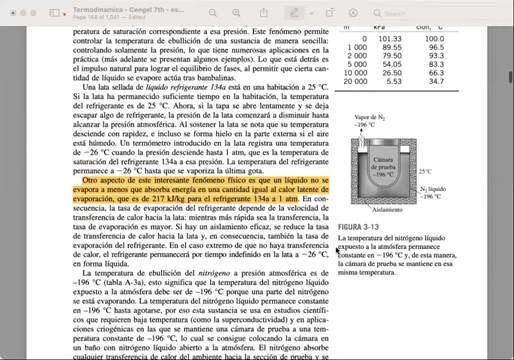 Termodinamica - Cengel 7th - es...
Page 144 of 1,041 — Edited
Search
peratura de saturación correspondiente a esa presión. Este fenómeno permite
controlar la temperatura de ebullición de una sustancia de manera sencilla:
controlando solamente la presión, lo que tiene numerosas aplicaciones en la
práctica (más adelante se presentan algunos ejemplos). Lo que está detrás es
el impulso natural para lograr el equilibrio de fases, al permitir que cierta can-
tidad de líquido se evapore actúa tras bambalinas.
Una lata sellada de líquido refrigerante 134a está en una habitación a 25 °C.
Si la lata ha permanecido suficiente tiempo en la habitación, la temperatura
del refrigerante es de 25 °C. Ahora, si la tapa se abre lentamente y se deja
escapar algo de refrigerante, la presión de la lata comenzará a disminuir hasta
alcanzar la presión atmosférica. Al sostener la lata se nota que su temperatura
desciende con rapidez, e incluso se forma hielo en la parte externa si el aire
está húmedo. Un termómetro introducido en la lata registra una temperatura
de −26 °C cuando la presión desciende hasta 1 atm, que es la temperatura de
saturación del refrigerante 134a a esa presión. La temperatura del refrigerante
permanece a −26 °C hasta que se vaporiza la última gota.
Otro aspecto de este interesante fenómeno físico es que un líquido no se
evapora a menos que absorba energía en una cantidad igual al calor latente de
evaporación, que es de 217 kJ/kg para el refrigerante 134a a 1 atm. En con-
secuencia, la tasa de evaporación del refrigerante depende de la velocidad de
transferencia de calor hacia la lata: mientras más rápida sea la transferencia, la
tasa de evaporación es mayor. Si hay un aislamiento eficaz, se reduce la tasa
de transferencia de calor hacia la lata y, en consecuencia, también la tasa de
evaporación del refrigerante. En el caso extremo de que no haya transferencia
de calor, el refrigerante permanecerá por tiempo indefinido en la lata a −26 °C,
en forma líquida.
La temperatura de ebullición del nitrógeno a presión atmosférica es de
−196 °C (tabla A-3a), esto significa que la temperatura del nitrógeno líquido
expuesto a la atmósfera debe ser de −196 °C porque una parte del nitrógeno
se está evaporando. La temperatura del nitrógeno líquido permanece constante
en −196 °C hasta agotarse, por eso esta sustancia se usa en estudios científi-
cos que requieren baja temperatura (como la superconductividad) y en aplica-
ciones criogénicas en las que se mantiene una cámara de prueba a una tem-
peratura constante de −196 °C, lo cual se consigue colocando la cámara en
un baño con nitrógeno líquido abierto a la atmósfera. El nitrógeno absorbe
cualquier transferencia de calor del ambiente hacia la sección de prueba y se
m kPa ción, °C
0 101.33 100.0
1 000 89.55 96.5
2 000 79.50 93.3
5 000 54.05 83.3
10 000 26.50 66.3
20 000 5.53 34.7
Vapor de N2
−196 °C
Cámara
de prueba
−196 °C
25°C
N2 líquido
−196 °C
Aislamiento
FIGURA 3-13
La temperatura del nitrógeno líquido
expuesto a la atmósfera permanece
constante en −196 °C y, de esta manera,
la cámara de prueba se mantiene en esa
misma temperatura.